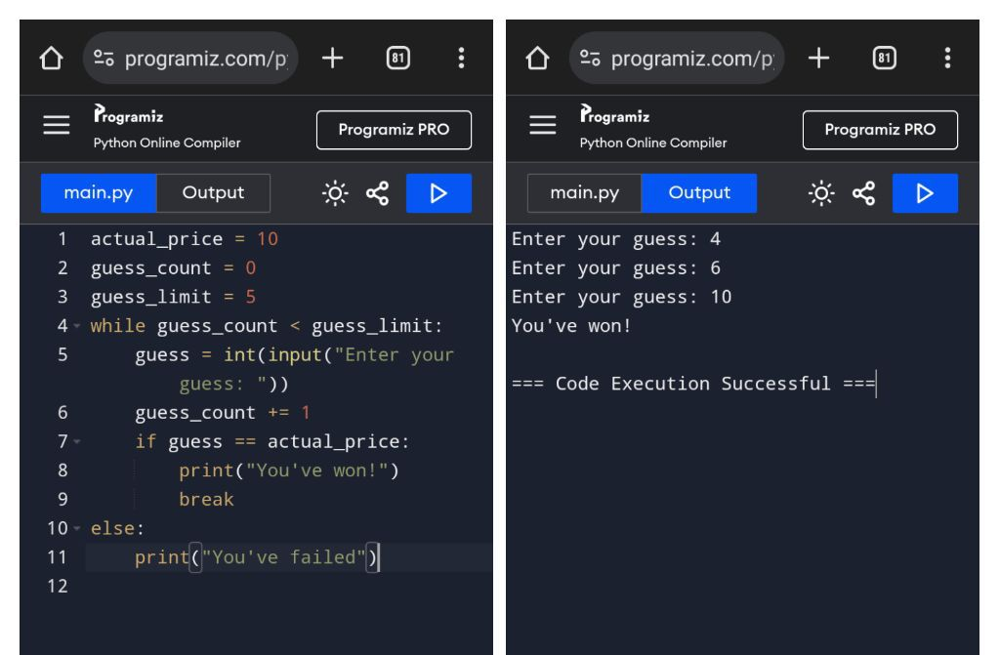 programiz.com/p
81
Programiz
Programiz PRO
Python Online Compiler
main.py
Output
1 actual_price = 10
2 guess_count = 0
3 guess_limit = 5
4 while guess_count < guess_limit:
5 guess = int(input("Enter your
guess: "))
6 guess_count += 1
7 if guess == actual_price:
8 print("You've won!")
9 break
10 else:
11 print("You've failed")
12
programiz.com/p
81
Programiz
Programiz PRO
Python Online Compiler
main.py
Output
Enter your guess: 4
Enter your guess: 6
Enter your guess: 10
You've won!
=== Code Execution Successful ===